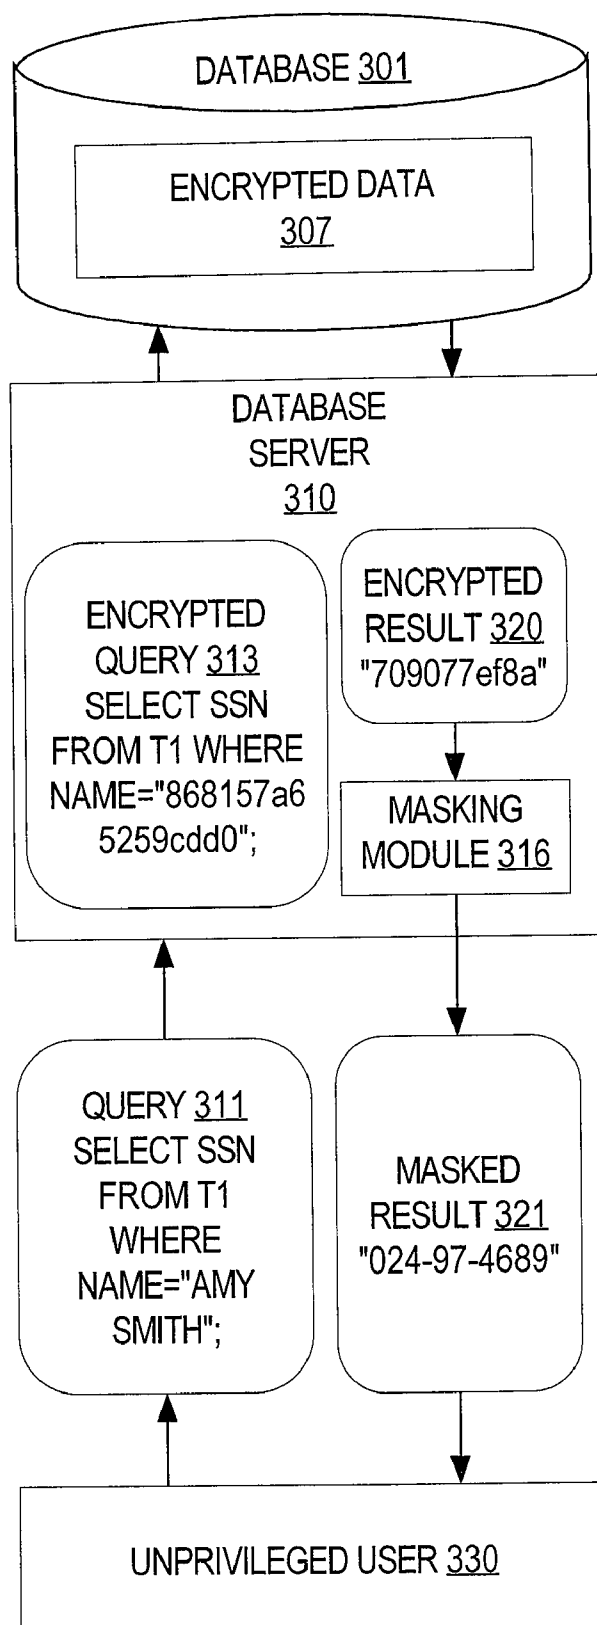 DATABASE 301
ENCRYPTED DATA
307
DATABASE
SERVER
310
ENCRYPTED
QUERY 313
SELECT SSN
FROM T1 WHERE
NAME="868157a6
5259cdd0";
ENCRYPTED
RESULT 320
"709077ef8a"
MASKING
MODULE 316
QUERY 311
SELECT SSN
FROM T1
WHERE
NAME="AMY
SMITH";
MASKED
RESULT 321
"024-97-4689"
UNPRIVILEGED USER 330